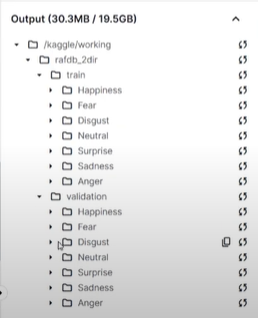 Output (30.3MB / 19.5GB)
/kaggle/working
rafdb_2dir
train
Happiness
Fear
Disgust
Neutral
Surprise
Sadness
Anger
validation
Happiness
Fear
Disgust
Neutral
Surprise
Sadness
Anger